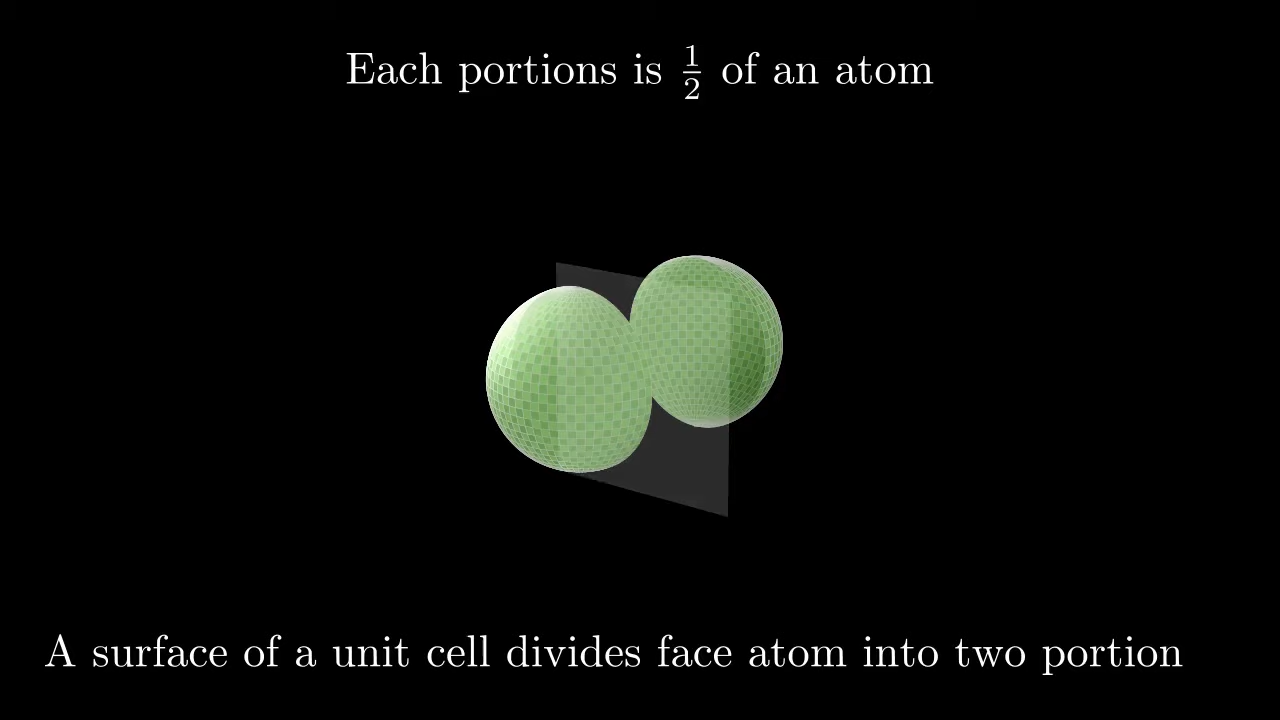 Each portions is 1/2 of an atom
A surface of a unit cell divides face atom into two portion